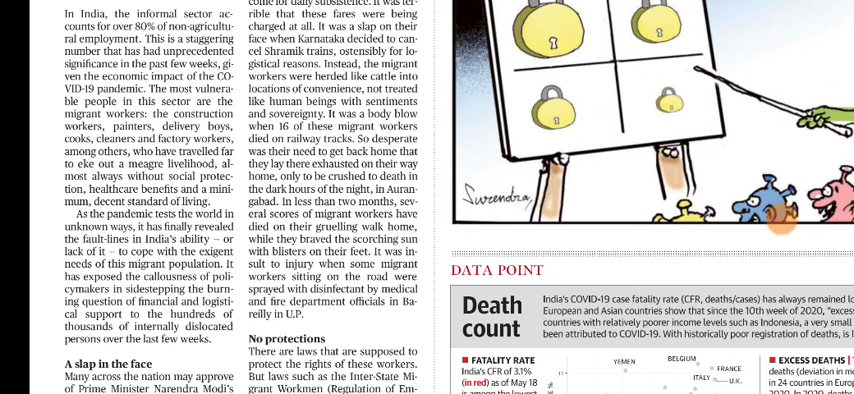 In India, the informal sector ac-
counts for over 80% of non-agricultu-
ral employment. This is a staggering
number that has had unprecedented
significance in the past few weeks, gi-
ven the economic impact of the CO-
VID-19 pandemic. The most vulnera-
ble people in this sector are the
migrant workers: the construction
workers, painters, delivery boys,
cooks, cleaners and factory workers,
among others, who have travelled far
to eke out a meagre livelihood, al-
most always without social protec-
tion, healthcare benefits and a mini-
mum, decent standard of living.
As the pandemic tests the world in
unknown ways, it has finally revealed
the fault-lines in India's ability – or
lack of it – to cope with the exigent
needs of this migrant population. It
has exposed the callousness of poli-
cymakers in sidestepping the burn-
ing question of financial and logisti-
cal support to the hundreds of
thousands of internally dislocated
persons over the last few weeks.
A slap in the face
Many across the nation may approve
of Prime Minister Narendra Modi's
come for daily subsistence. It was ter-
rible that these fares were being
charged at all. It was a slap on their
face when Karnataka decided to can-
cel Shramik trains, ostensibly for lo-
gistical reasons. Instead, the migrant
workers were herded like cattle into
locations of convenience, not treated
like human beings with sentiments
and sovereignty. It was a body blow
when 16 of these migrant workers
died on railway tracks. So desperate
was their need to get back home that
they lay there exhausted on their way
home, only to be crushed to death in
the dark hours of the night, in Auran-
gabad. In less than two months, sev-
eral scores of migrant workers have
died on their gruelling walk home,
while they braved the scorching sun
with blisters on their feet. It was in-
sult to injury when some migrant
workers sitting on the road were
sprayed with disinfectant by medical
and fire department officials in Ba-
reilly in U.P.
No protections
There are laws that are supposed to
protect the rights of these workers.
But laws such as the Inter-State Mi-
grant Workmen (Regulation of Em-
Surendra
DATA POINT
Death
count
India's COVID-19 case fatality rate (CFR, deaths/cases) has always remained lo
European and Asian countries show that since the 10th week of 2020, "excess
countries with relatively poorer income levels such as Indonesia, a very small
been attributed to COVID-19. With historically poor registration of deaths, is I
FATALITY RATE
India's CFR of 3.1%
(in red) as of May 18
is among the lowest
YEMEN
BELGIUM
FRANCE
ITALY
U.K.
11
EXCESS DEATHS
deaths (deviation in mo
in 24 countries in Europ